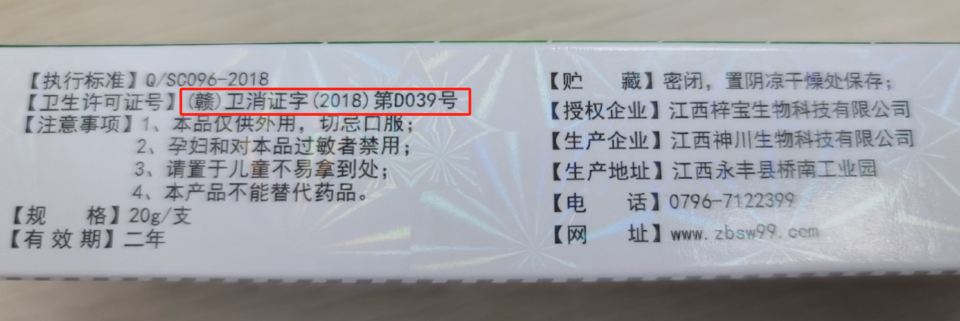 【执行标准】Q/SC096-2018
【卫生许可证号】(赣)卫消证字(2018)第D039号
【注意事项】1、本品仅供外用，切忌口服；
2、孕妇和对本品过敏者禁用；
3、请置于儿童不易拿到处；
4、本产品不能替代药品。
【规 格】20g/支
【有 效 期】二年
【贮 藏】密闭，置阴凉干燥处保存；
【授权企业】江西梓宝生物科技有限公司
【生产企业】江西神川生物科技有限公司
【生产地址】江西永丰县桥南工业园
【电 话】0796-7122399
【网 址】www.zbsw99.com